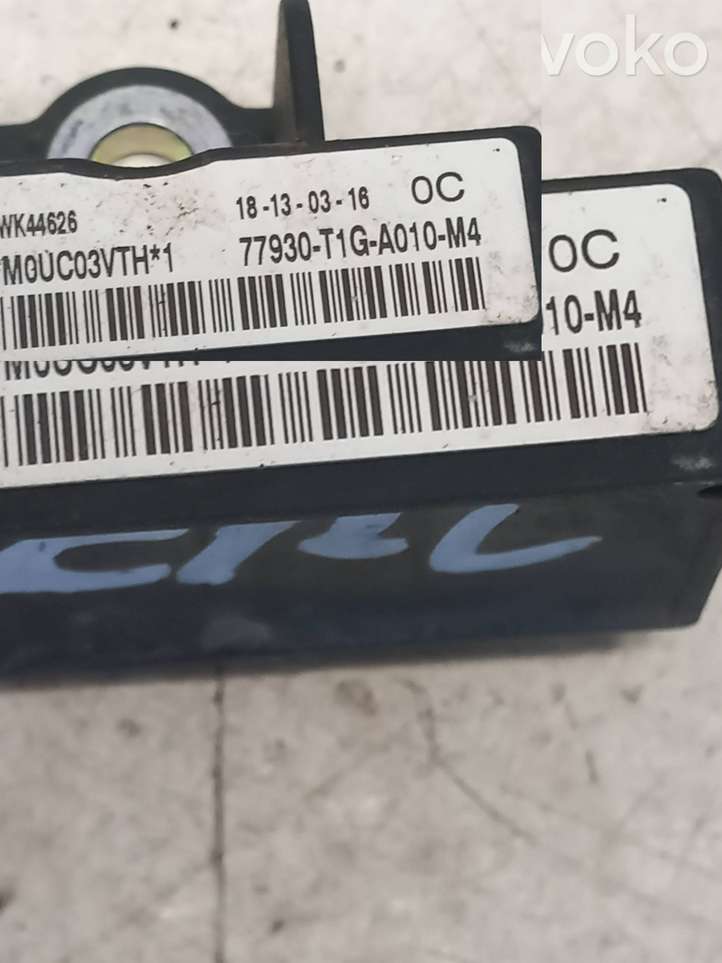 voko
WK44626
18-13-03-16 0C
*M0UC03VTH*1 77930-T1G-A010-M4
0C
10-M4